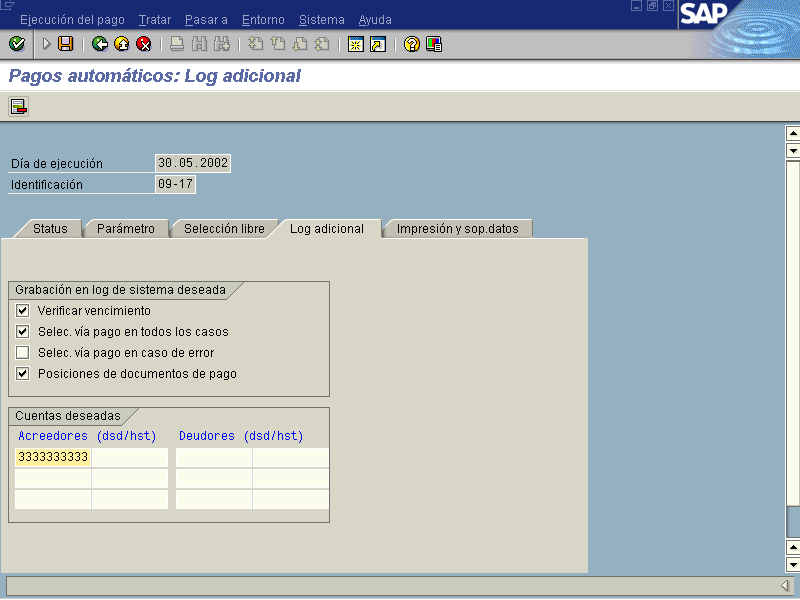 Ejecución del pago Tratar Pasar a Entorno Sistema Ayuda
SAP
Pagos automáticos: Log adicional
Día de ejecución 30.05.2002
Identificación 09-17
Status Parámetro Selección libre Log adicional Impresión y sop.datos
Grabación en log de sistema deseada
Verificar vencimiento
Selec. vía pago en todos los casos
Selec. vía pago en caso de error
Posiciones de documentos de pago
Cuentas deseadas
Acreedores (dsd/hst) Deudores (dsd/hst)
3333333333